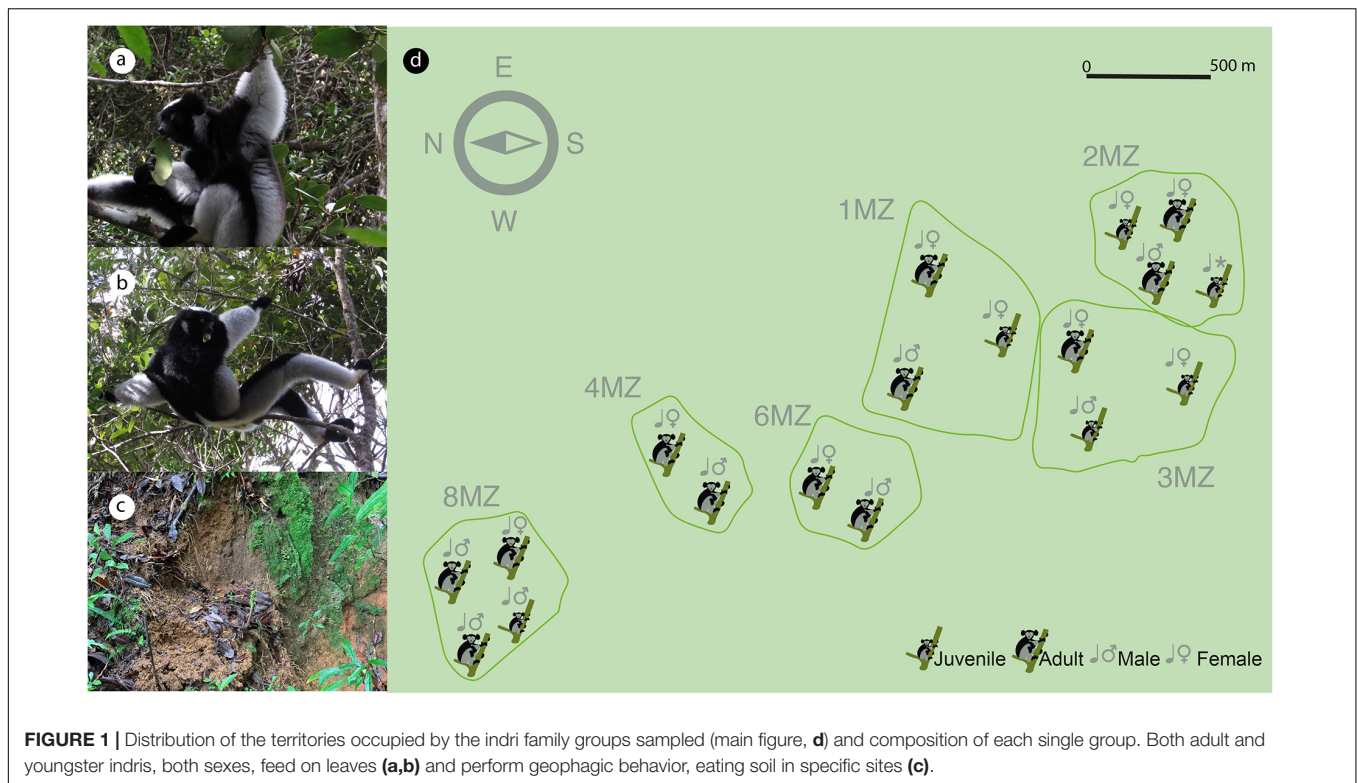 a
b
c
d
E
N S
W
0 500 m
2MZ
♩♀ ♩♀
♩♂ ♩*
1MZ
♩♀
♩♀
♩♂
♩♀
♩♀
♩♂
3MZ
4MZ
♩♀
♩♂
6MZ
♩♀
♩♂
8MZ
♩♂ ♩♀
♩♂ ♩♂
Juvenile Adult ♩♂Male ♩♀ Female
FIGURE 1 | Distribution of the territories occupied by the indri family groups sampled (main figure, d) and composition of each single group. Both adult and
youngster indris, both sexes, feed on leaves (a,b) and perform geophagic behavior, eating soil in specific sites (c).